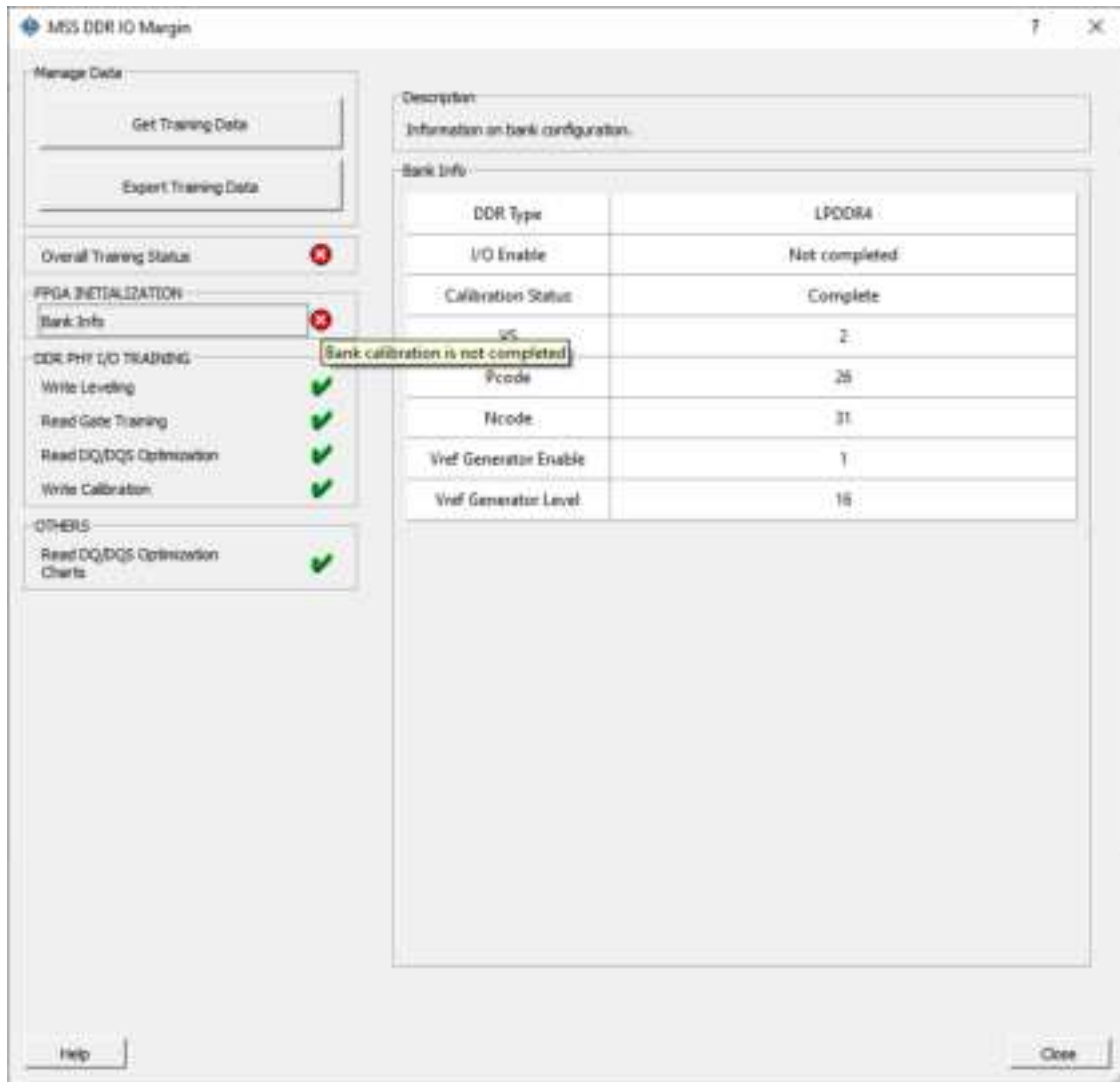 MSS DDR IO Margin
?
Manage Data
Get Training Data
Export Training Data
Overall Training Status
FPGA INITIALIZATION
Bank Info
Bank calibration is not completed
DDR PHY I/O TRAINING
Write Leveling
Read Gate Training
Read DQ/DQS Optimization
Write Calibration
OTHERS
Read DQ/DQS Optimization
Charts
Description
Information on bank configuration.
Bank Info
DDR Type LPDDR4
I/O Enable Not completed
Calibration Status Complete
2
Pcode 26
Ncode 31
Vref Generator Enable 1
Vref Generator Level 16
Help
Close